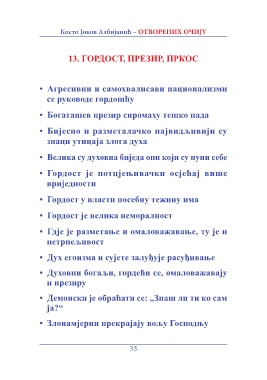 Косто Јоков Албијанић – ОТВОРЕНИХ ОЧИЈУ
13. ГОРДОСТ, ПРЕЗИР, ПРКОС
• Агресивни и самохвалисави национализми
се руководе гордошћу
• Богаташев презир сиромаху тешко пада
• Бијесно и разметалачко највидљивији су
знаци утицаја злога духа
• Велика су духовна биједа они који су пуни себе
• Гордост је потцјењивачки осјећај више
вриједности
• Гордост у власти посебну тежину има
• Гордост је велика неморалност
• Гдје је разметање и омаловажавање, ту је и
нетрпељивост
• Дух егоизма и сујете залуђује расуђивање
• Духовни богаљи, гордећи се, омаловажавају
и презиру
• Демонски је обраћати се: „Знаш ли ти ко сам
ја?“
• Злонамјерни прекрајају вољу Господњу
35